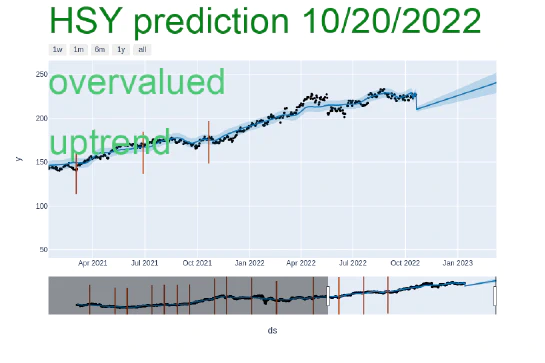 HSY prediction 10/20/2022
1w 1m 6m 1y all
overvalued
uptrend
250
200
150
100
50
y
Apr 2021 Jul 2021 Oct 2021 Jan 2022 Apr 2022 Jul 2022 Oct 2022 Jan 2023
ds